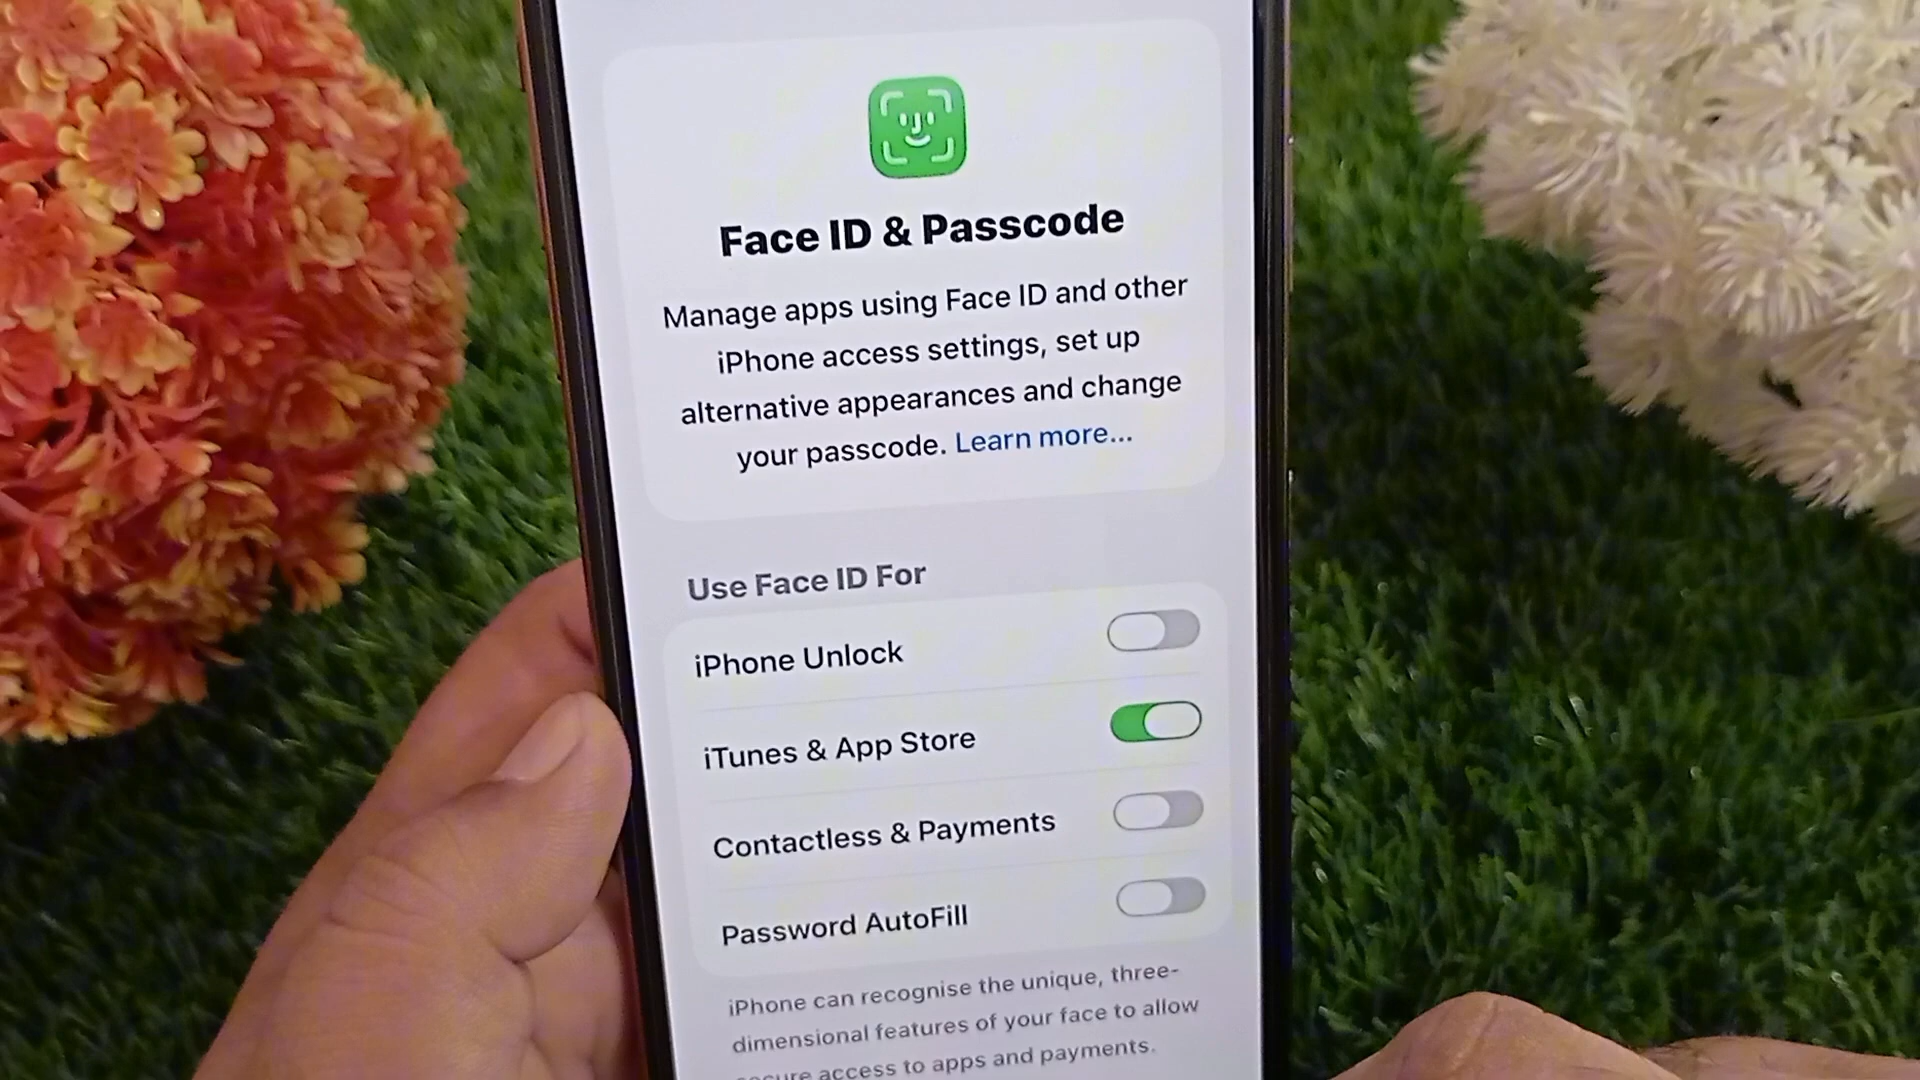 Face ID & Passcode
Manage apps using Face ID and other
iPhone access settings, set up
alternative appearances and change
your passcode. Learn more...
Use Face ID For
iPhone Unlock
iTunes & App Store
Contactless & Payments
Password AutoFill
iPhone can recognise the unique, three-
dimensional features of your face to allow
secure access to apps and payments.